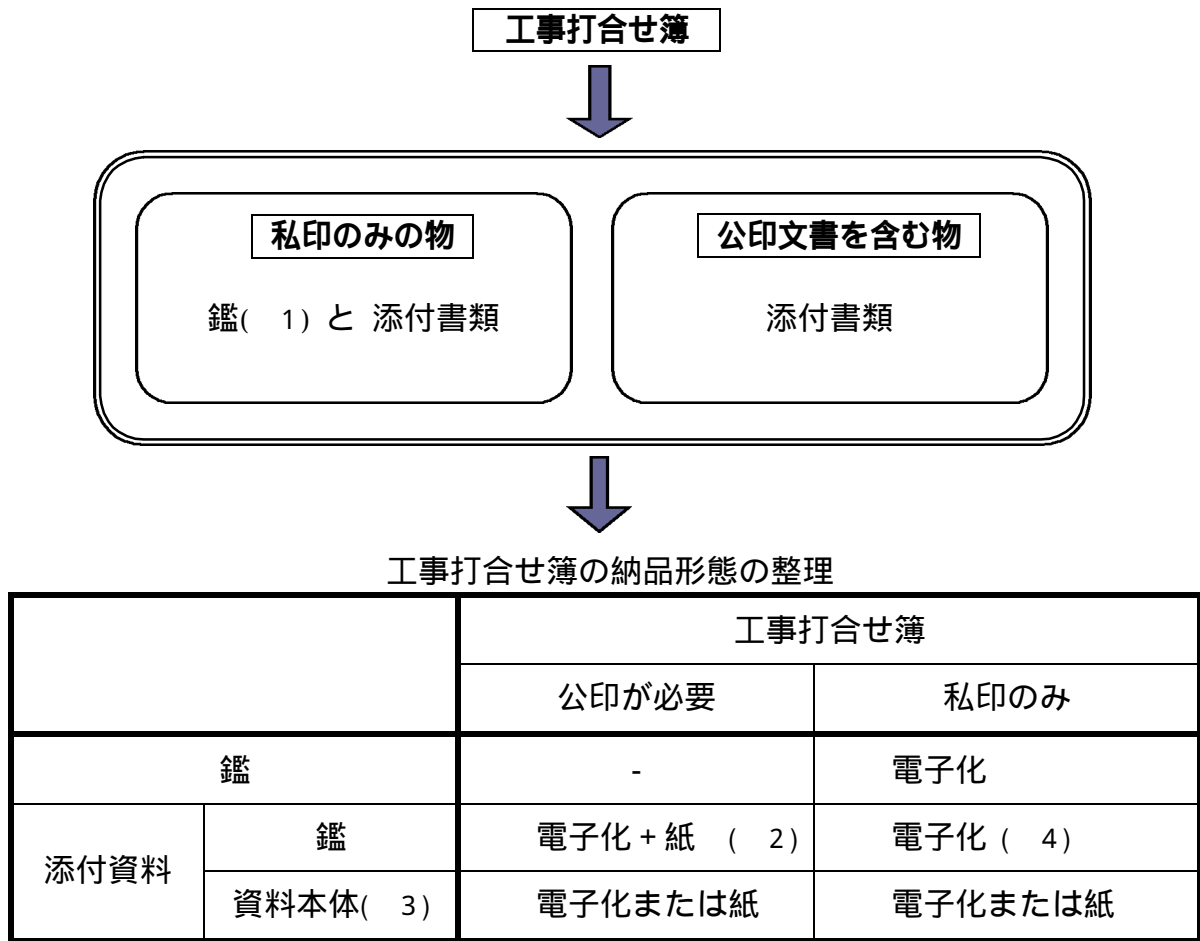 工事打合せ簿
私印のみの物
公印文書を含む物
鑑( 1) と 添付書類
添付書類
工事打合せ簿の納品形態の整理
工事打合せ簿
公印が必要
私印のみ
鑑
-
電子化
添付資料
鑑
電子化 + 紙 ( 2)
電子化 ( 4)
資料本体( 3)
電子化または紙
電子化または紙